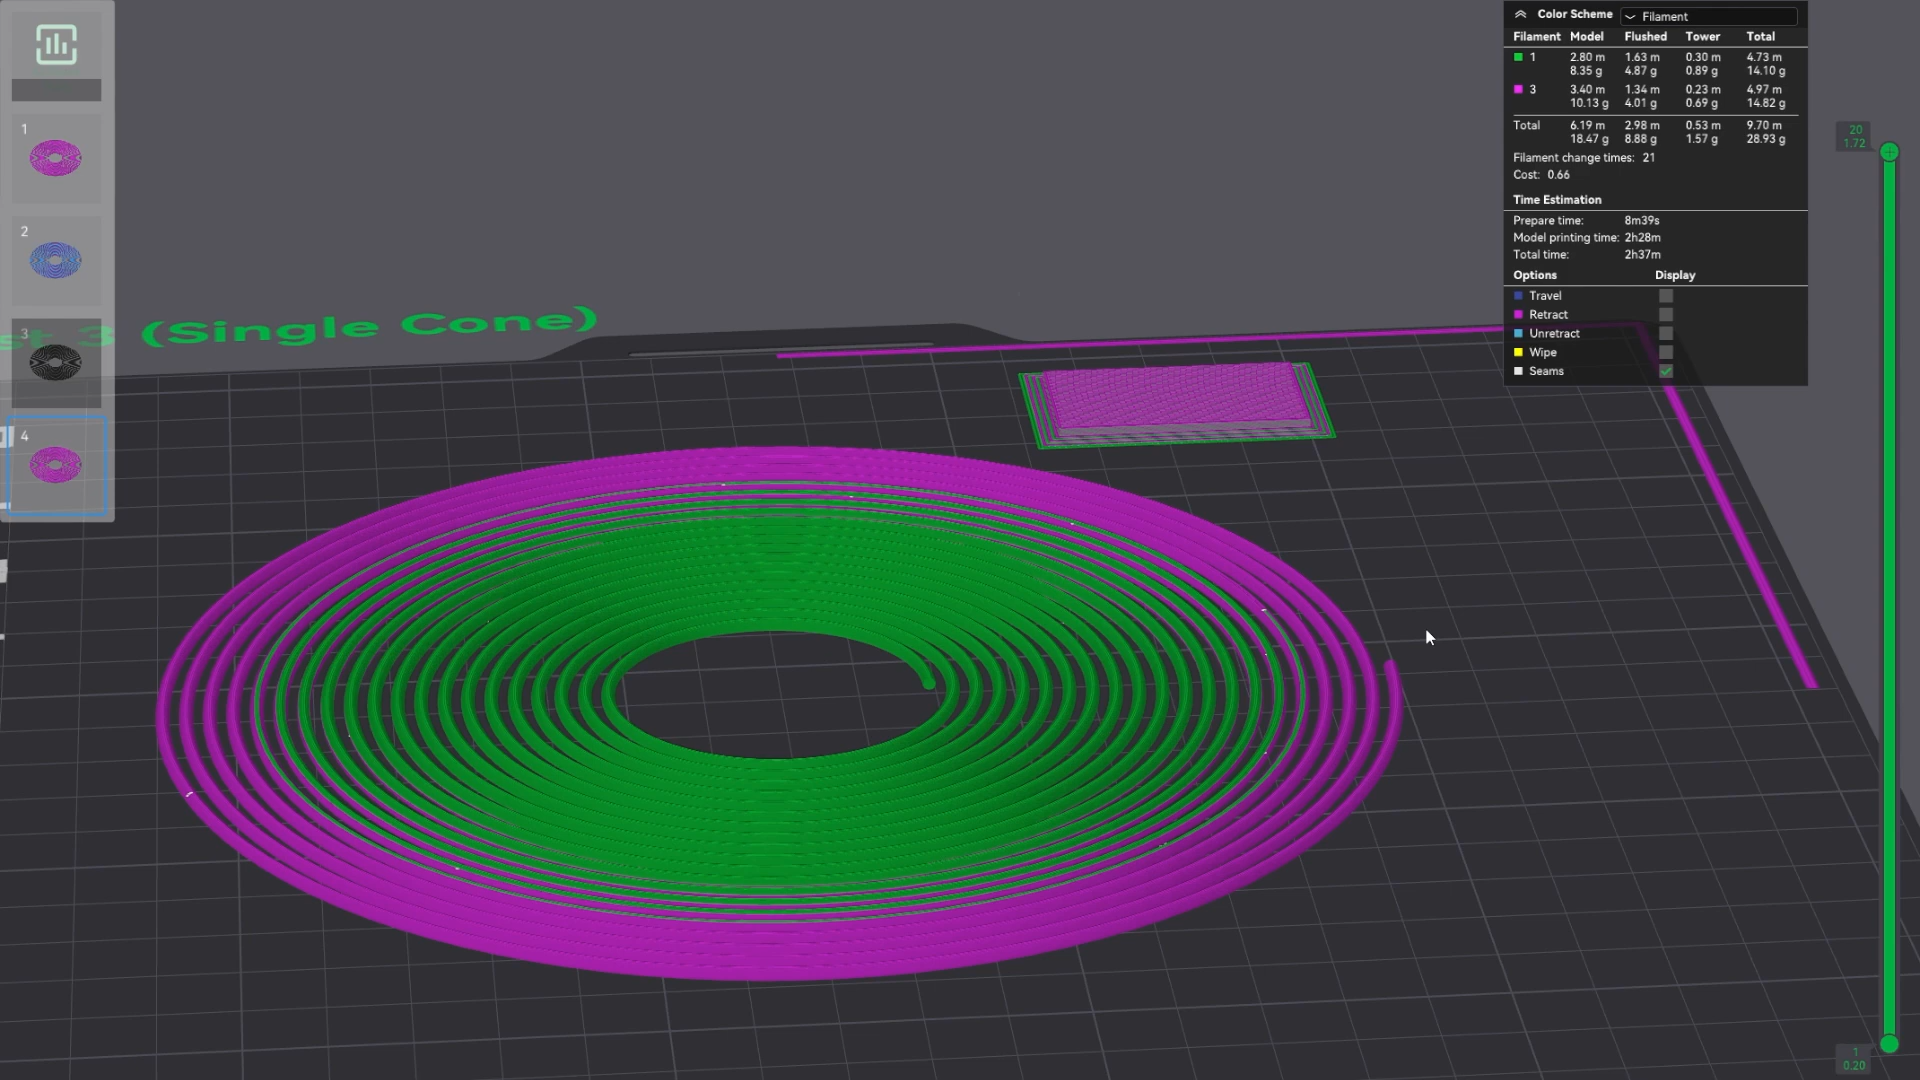 1
2
3
4
st 3 (Single Cone)
Color Scheme Filament
Filament Model Flushed Tower Total
1 2.80 m 1.63 m 0.30 m 4.73 m
8.35 g 4.87 g 0.89 g 14.10 g
3 3.40 m 1.34 m 0.23 m 4.97 m
10.13 g 4.01 g 0.69 g 14.82 g
Total 6.19 m 2.98 m 0.53 m 9.70 m
18.47 g 8.88 g 1.57 g 28.93 g
Filament change times: 21
Cost: 0.66
Time Estimation
Prepare time: 8m39s
Model printing time: 2h28m
Total time: 2h37m
Options Display
Travel
Retract
Unretract
Wipe
Seams
20
1.72
1
0.20